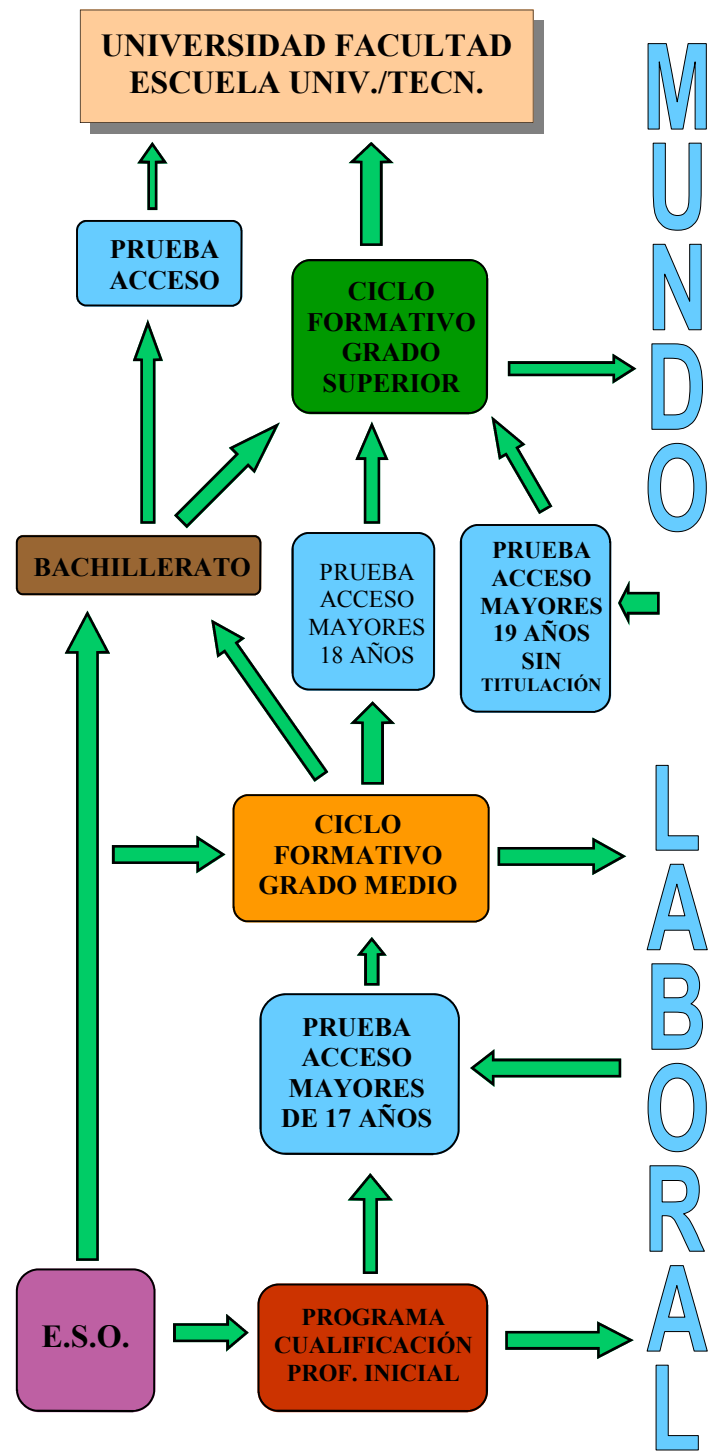 UNIVERSIDAD FACULTAD
ESCUELA UNIV./TECN.
PRUEBA
ACCESO
CICLO
FORMATIVO
GRADO
SUPERIOR
BACHILLERATO
PRUEBA
ACCESO
MAYORES
18 AÑOS
PRUEBA
ACCESO
MAYORES
19 AÑOS
SIN
TITULACIÓN
CICLO
FORMATIVO
GRADO MEDIO
PRUEBA
ACCESO
MAYORES
DE 17 AÑOS
E.S.O.
PROGRAMA
CUALIFICACIÓN
PROF. INICIAL
MUNDO
LABORAL